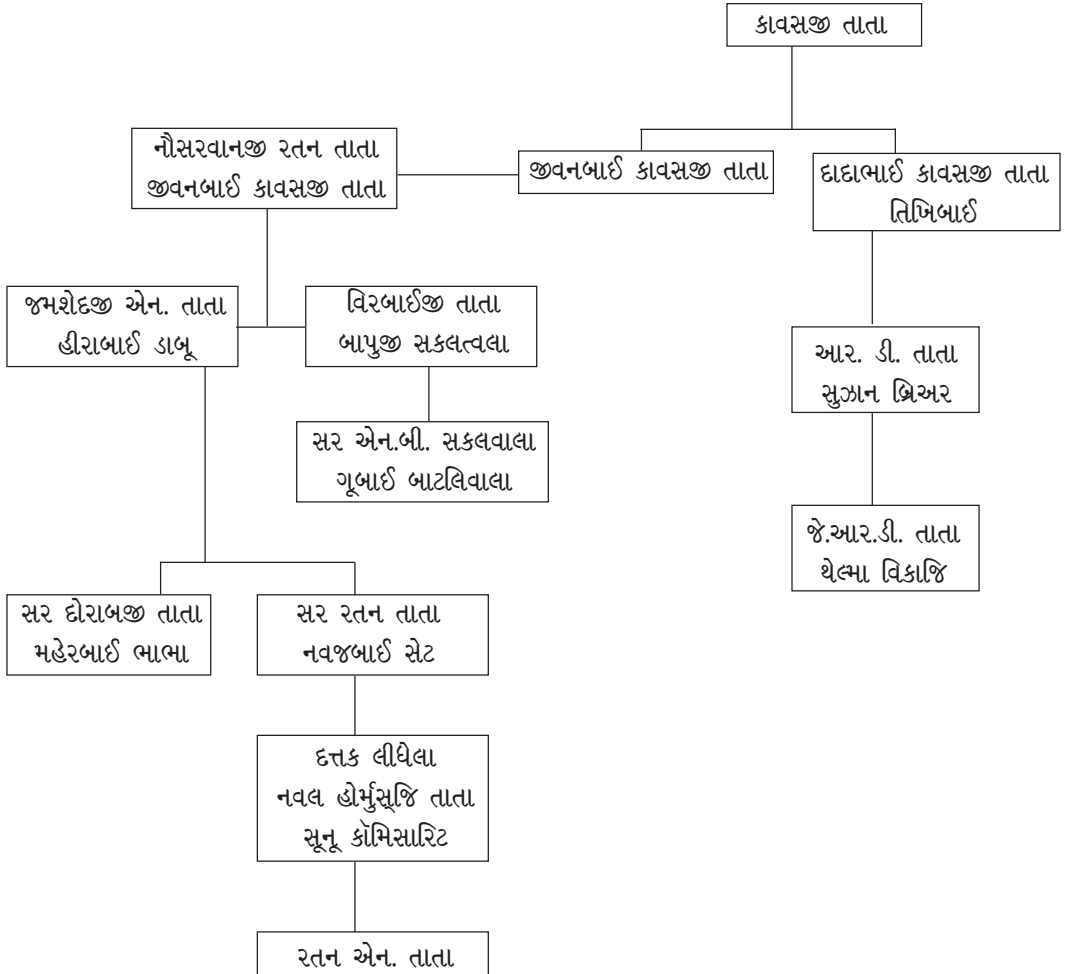 કાવસજી તાતા
નૌસરવાનજી રતન તાતા
જીવનબાઈ કાવસજી તાતા
જીવનબાઈ કાવસજી તાતા
દાદાભાઈ કાવસજી તાતા
તિખિબાઈ
જમશેદજી એન. તાતા
હીરાબાઈ ડાબૂ
વિરબાઈજી તાતા
બાપુજી સકલત્વલા
આર. ડી. તાતા
સુઝાન બ્રિઅર
સર એન.બી. સકલવાલા
ગૂબાઈ બાટલિવાલા
જે.આર.ડી. તાતા
થેલ્મા વિકાજિ
સર દોરાબજી તાતા
મહેરબાઈ ભાભા
સર રતન તાતા
નવજબાઈ સેટ
દત્તક લીધેલા
નવલ હોર્મુસ્જિ તાતા
સૂનૂ કૉમિસારિટ
રતન એન. તાતા